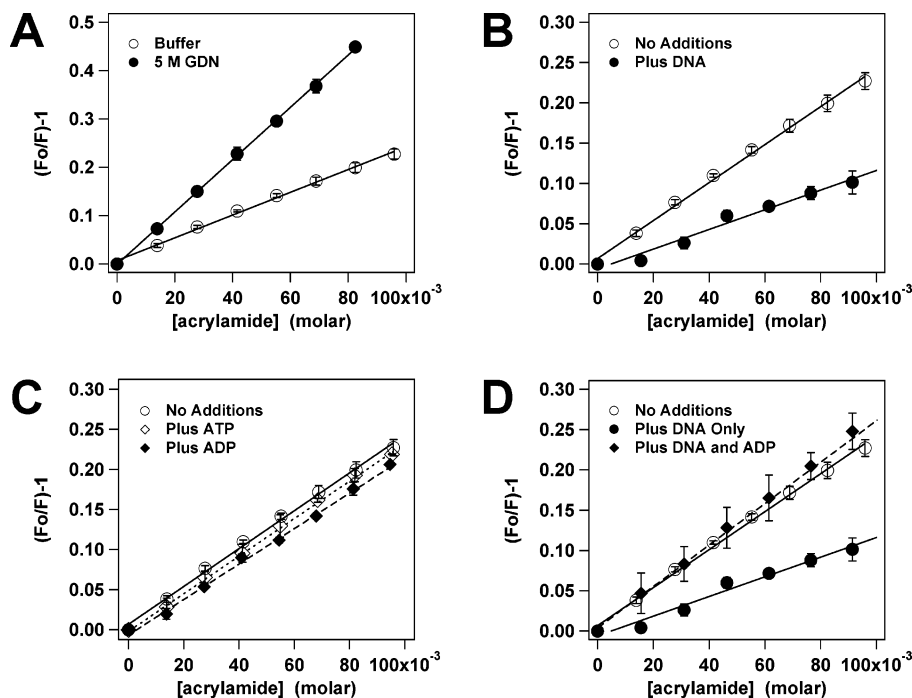 A
0.5
0.4
0.3
0.2
0.1
0.0
(Fo/F)-1
Buffer
5 M GDN
0
20
40
60
80
100x10-3
[acrylamide] (molar)
B
0.30
0.25
0.20
0.15
0.10
0.05
0.00
(Fo/F)-1
No Additions
Plus DNA
0
20
40
60
80
100x10-3
[acrylamide] (molar)
C
0.30
0.25
0.20
0.15
0.10
0.05
0.00
(Fo/F)-1
No Additions
Plus ATP
Plus ADP
0
20
40
60
80
100x10-3
[acrylamide] (molar)
D
0.30
0.25
0.20
0.15
0.10
0.05
0.00
(Fo/F)-1
No Additions
Plus DNA Only
Plus DNA and ADP
0
20
40
60
80
100x10-3
[acrylamide] (molar)